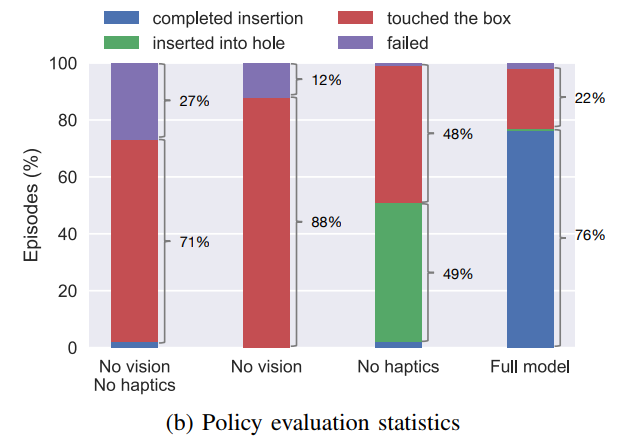 completed insertion touched the box
inserted into hole failed
100
80
60
40
20
0
Episodes (%)
27%
71%
12%
88%
48%
49%
22%
76%
No vision
No haptics
No vision
No haptics
Full model
(b) Policy evaluation statistics